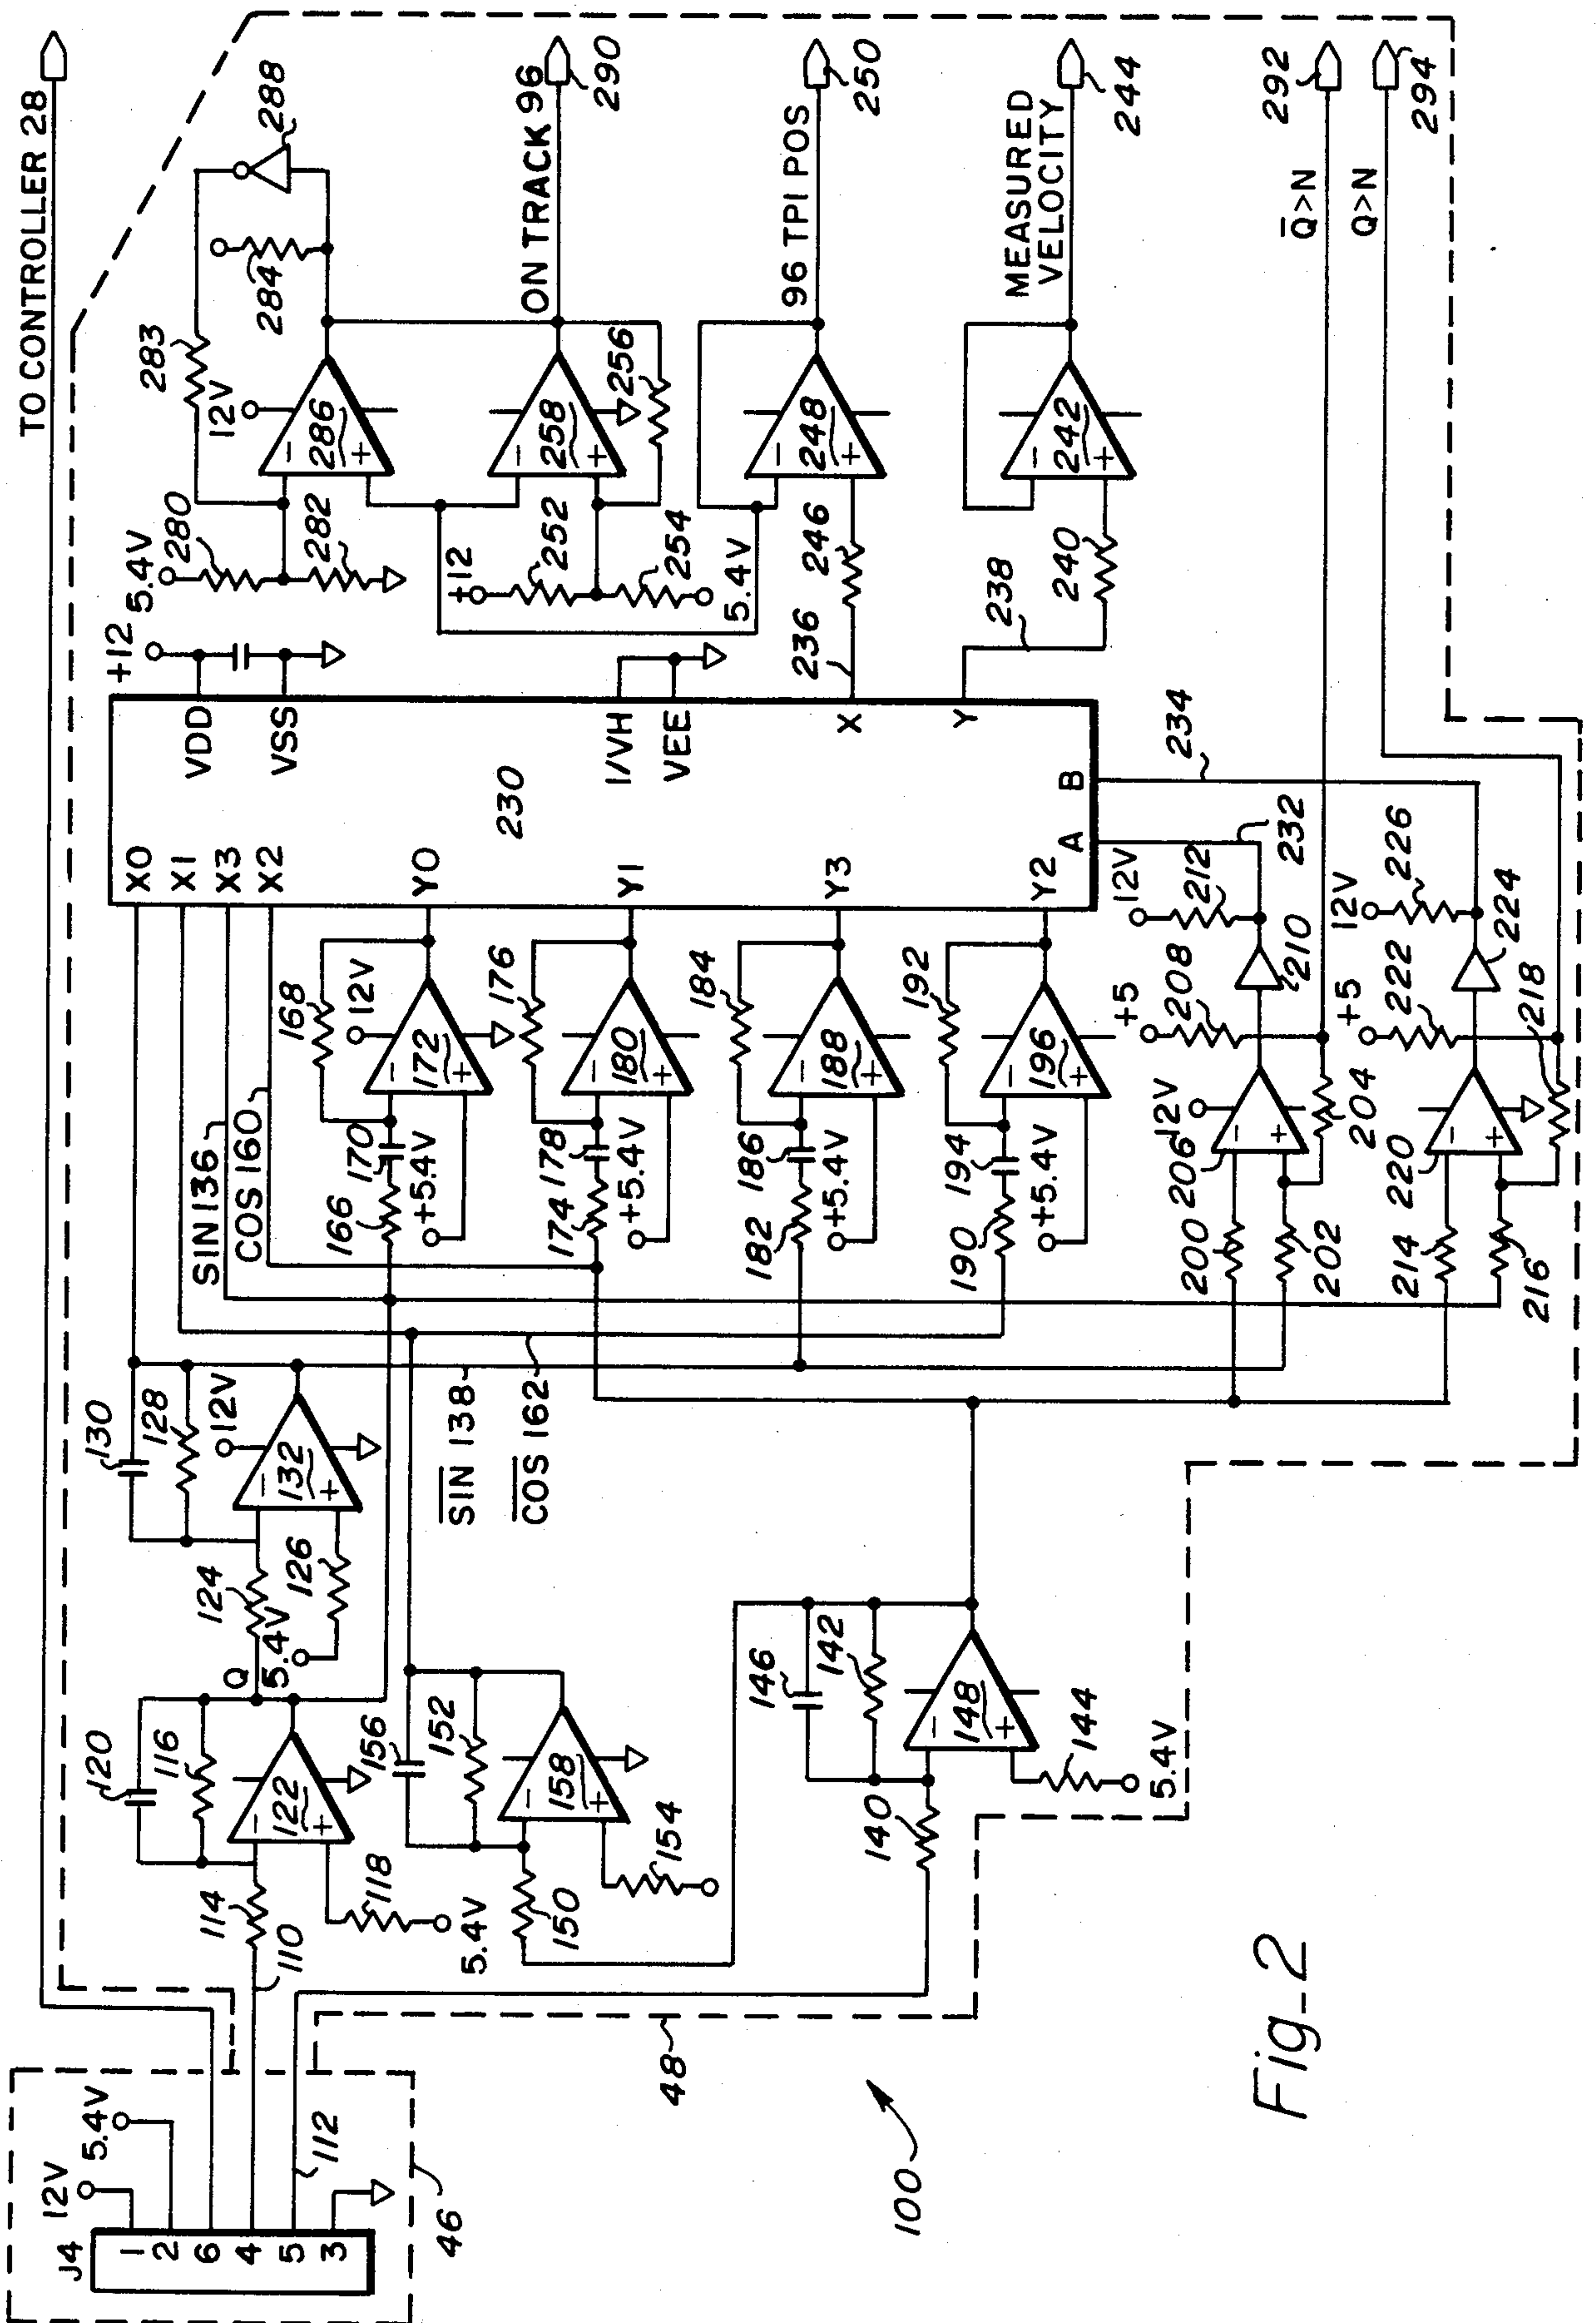 TO CONTROLLER 28
J4
1
2
6
4
5
3
12V
5.4V
112
46
110
114
116
120
122
- +
118
5.4V
Q
124
126
5.4V
128
130
132
- +
12V
SIN 136
COS 160
S̅I̅N̅ 138
C̅O̅S̅ 162
150
152
154
156
158
- +
140
142
144
146
148
- +
5.4V
48
100
166
168
170
172
- +
12V
+5.4V
174
176
178
180
- +
+5.4V
182
184
186
188
- +
+5.4V
190
192
194
196
- +
+5.4V
200
202
204
206
- +
12V
208
+5
210
212
12V
214
216
218
220
- +
222
+5
224
226
12V
X0
X1
X3
X2
Y0
Y1
Y3
Y2
230
VDD
VSS
1/VH
VEE
X
Y
A
B
+12
232
234
236
238
240
242
- +
244
MEASURED
VELOCITY
246
248
- +
250
96 TPI POS
252
+12
254
5.4V
256
258
- +
280
5.4V
282
283
284
12V
286
- +
288
ON TRACK 96
290
Q̅>N
292
Q>N
294
Fig_2